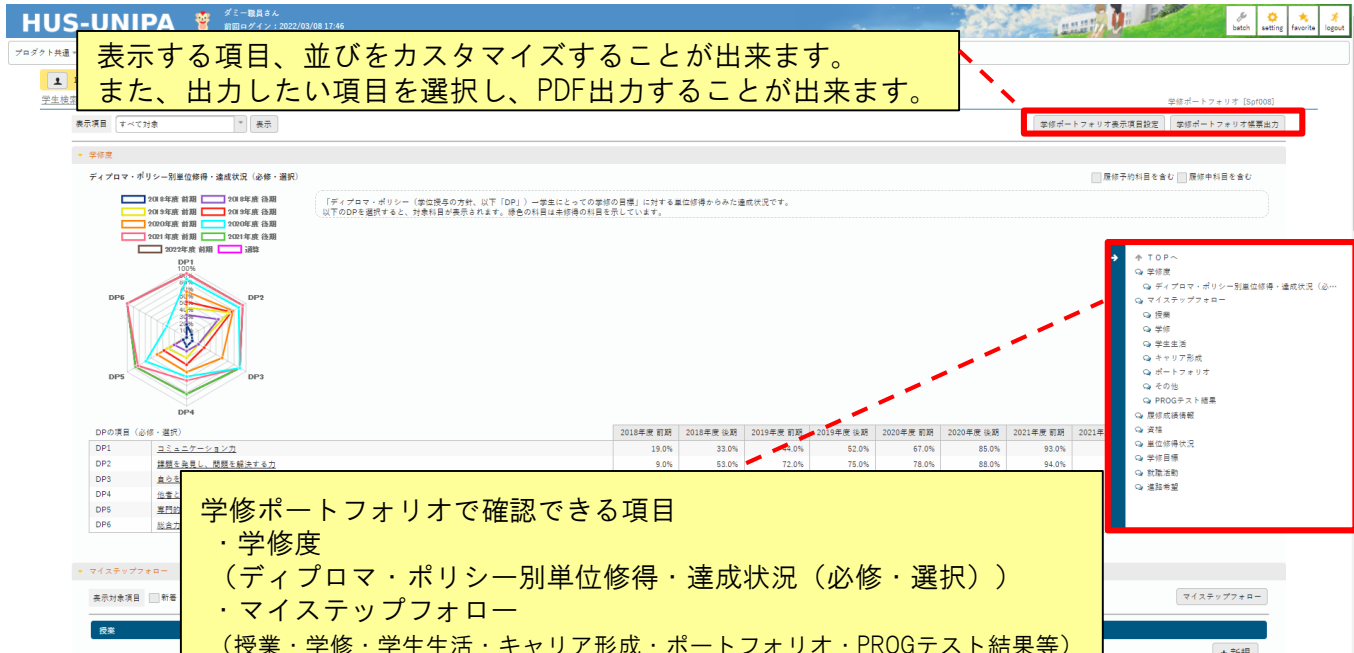 HUS-UNIPA
ダミー職員さん
前回ログイン：2022/03/08 17:46
batch setting favorite logout
プロダクト共通
表示する項目、並びをカスタマイズすることが出来ます。
また、出力したい項目を選択し、PDF出力することが出来ます。
学生検索
学修ポートフォリオ [Spf008]
表示項目 すべて対象 表示
学修ポートフォリオ表示項目設定 学修ポートフォリオ帳票出力
学修度
ディプロマ・ポリシー別単位修得・達成状況（必修・選択）
履修予約科目を含む 履修中科目を含む
2018年度 前期 2018年度 後期
2019年度 前期 2019年度 後期
2020年度 前期 2020年度 後期
2021年度 前期 2021年度 後期
2022年度 前期 通算
「ディプロマ・ポリシー（学位授与の方針、以下「DP」）→学生にとっての学修の目標」に対する単位修得からみた達成状況です。
以下のDPを選択すると、対象科目が表示されます。緑色の科目は未修得の科目を示しています。
DP1
100%
DP6 DP2
DP5 DP3
DP4
TOPへ
学修度
ディプロマ・ポリシー別単位修得・達成状況（必…
マイステップフォロー
授業
学修
学生生活
キャリア形成
ポートフォリオ
その他
PROGテスト結果
履修成績情報
資格
単位修得状況
学修目標
就職活動
進路希望
DPの項目（必修・選択） 2018年度 前期 2018年度 後期 2019年度 前期 2019年度 後期 2020年度 前期 2020年度 後期 2021年度 前期 2021年
DP1 コミュニケーション力 19.0% 33.0% 44.0% 52.0% 67.0% 85.0% 93.0%
DP2 課題を発見し、問題を解決する力 9.0% 53.0% 72.0% 75.0% 78.0% 88.0% 94.0%
DP3 自らを
DP4 他者と
DP5 専門的
DP6 総合力
学修ポートフォリオで確認できる項目
・学修度
（ディプロマ・ポリシー別単位修得・達成状況（必修・選択））
・マイステップフォロー
（授業・学修・学生生活・キャリア形成・ポートフォリオ・PROGテスト結果等）
マイステップフォロー
表示対象項目 新着
マイステップフォロー
授業
新規